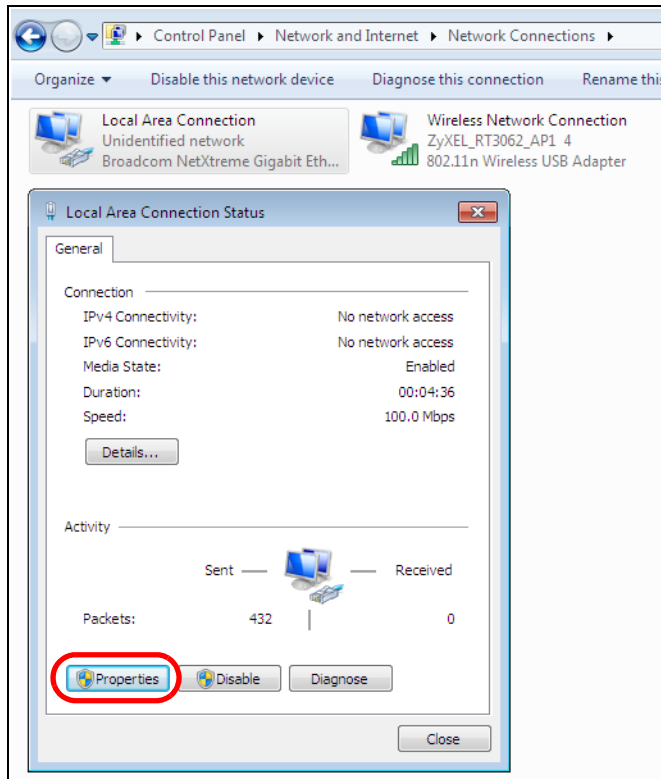 Control Panel Network and Internet Network Connections
Organize Disable this network device Diagnose this connection Rename this
Local Area Connection
Unidentified network
Broadcom NetXtreme Gigabit Eth...
Wireless Network Connection
ZyXEL_RT3062_AP1 4
802.11n Wireless USB Adapter
Local Area Connection Status
General
Connection
IPv4 Connectivity: No network access
IPv6 Connectivity: No network access
Media State: Enabled
Duration: 00:04:36
Speed: 100.0 Mbps
Details...
Activity
Sent Received
Packets: 432 0
Properties Disable Diagnose
Close